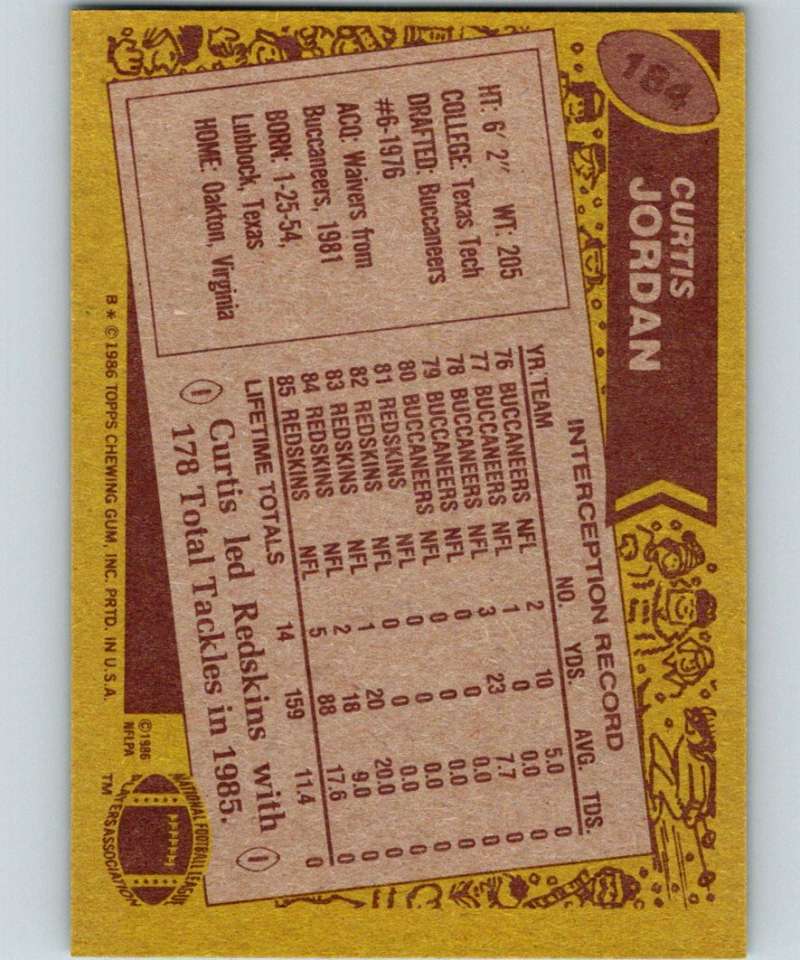 184
CURTIS
JORDAN
HT: 6' 2" WT: 205
COLLEGE: Texas Tech
DRAFTED: Buccaneers
#6-1976
ACQ: Waivers from
Buccaneers, 1981
BORN: 1-25-54,
Lubbock, Texas
HOME: Oakton, Virginia
INTERCEPTION RECORD
YR. TEAM NO. YDS. AVG. TDS.
76 BUCCANEERS NFL 2 10 5.0 0
77 BUCCANEERS NFL 1 0 0
78 BUCCANEERS NFL 3 23 7.7 0
79 BUCCANEERS NFL 0 0 0.0 0
80 BUCCANEERS NFL 0 0 0.0 0
81 REDSKINS NFL 0 0 0.0 0
82 REDSKINS NFL 0 0 0.0 0
83 REDSKINS NFL 1 20 20.0 0
84 REDSKINS NFL 2 18 9.0 0
85 REDSKINS NFL 5 88 17.6 0
LIFETIME TOTALS 14 159 11.4 0
Curtis led Redskins with
178 Total Tackles in 1985.
B * © 1986 TOPPS CHEWING GUM, INC. PRTD. IN U.S.A.
©1986
NFLPA
NATIONAL FOOTBALL LEAGUE
PLAYERS ASSOCIATION
TM